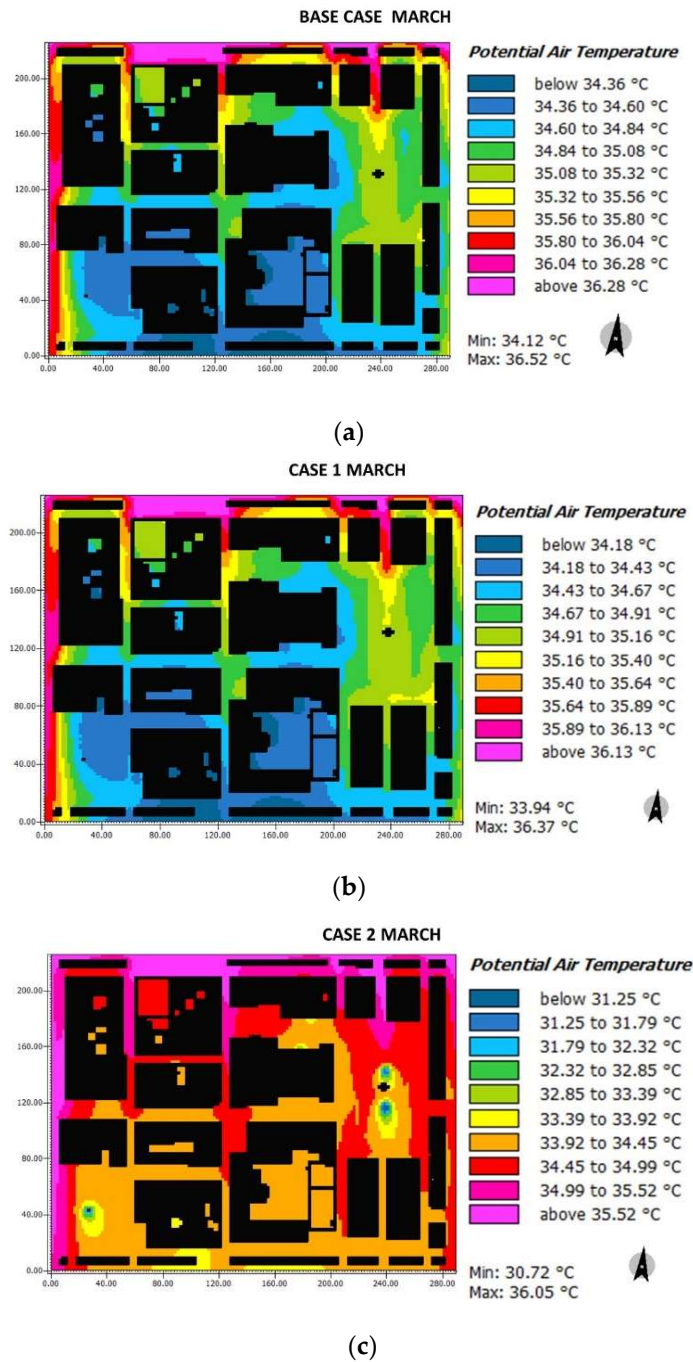 BASE CASE MARCH
Potential Air Temperature
below 34.36 °C
34.36 to 34.60 °C
34.60 to 34.84 °C
34.84 to 35.08 °C
35.08 to 35.32 °C
35.32 to 35.56 °C
35.56 to 35.80 °C
35.80 to 36.04 °C
36.04 to 36.28 °C
above 36.28 °C
Min: 34.12 °C
Max: 36.52 °C
200.00
160.00
120.00
80.00
40.00
0.00
0.00 40.00 80.00 120.00 160.00 200.00 240.00 280.00
(a)
CASE 1 MARCH
Potential Air Temperature
below 34.18 °C
34.18 to 34.43 °C
34.43 to 34.67 °C
34.67 to 34.91 °C
34.91 to 35.16 °C
35.16 to 35.40 °C
35.40 to 35.64 °C
35.64 to 35.89 °C
35.89 to 36.13 °C
above 36.13 °C
Min: 33.94 °C
Max: 36.37 °C
200.00
160.00
120.00
80.00
40.00
0.00
0.00 40.00 80.00 120.00 160.00 200.00 240.00 280.00
(b)
CASE 2 MARCH
Potential Air Temperature
below 31.25 °C
31.25 to 31.79 °C
31.79 to 32.32 °C
32.32 to 32.85 °C
32.85 to 33.39 °C
33.39 to 33.92 °C
33.92 to 34.45 °C
34.45 to 34.99 °C
34.99 to 35.52 °C
above 35.52 °C
Min: 30.72 °C
Max: 36.05 °C
200.00
160.00
120.00
80.00
40.00
0.00
0.00 40.00 80.00 120.00 160.00 200.00 240.00 280.00
(c)